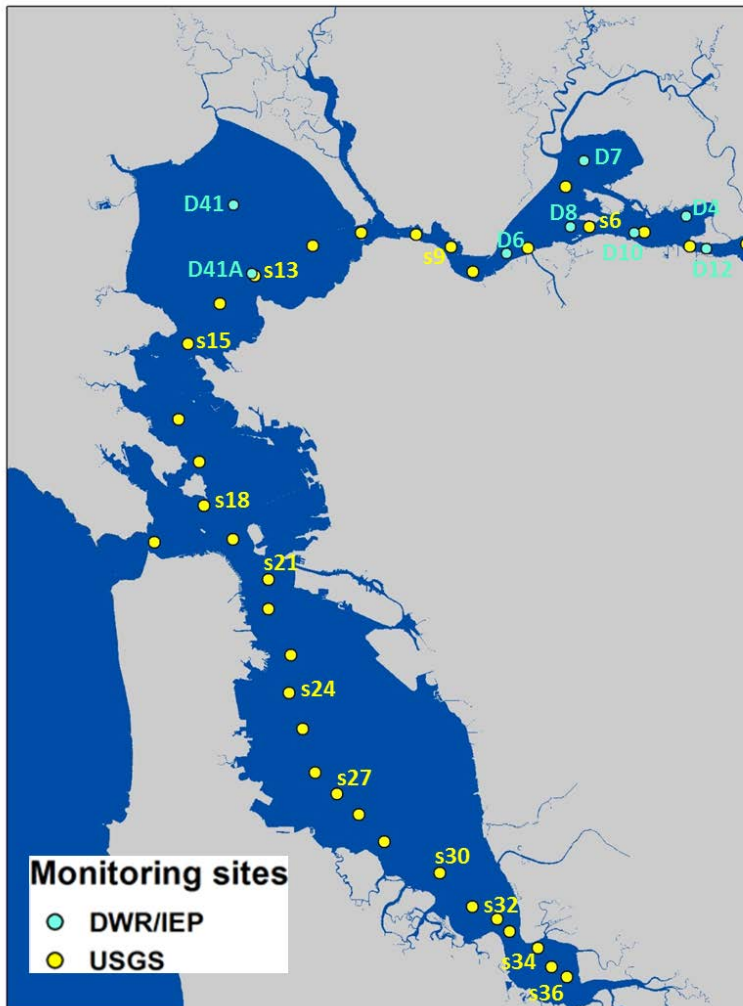 D7
D41
D4
D8
s6
D6
D10
D12
s9
D41A
s13
s15
s18
s21
s24
s27
s30
s32
s34
s36
Monitoring sites
DWR/IEP
USGS